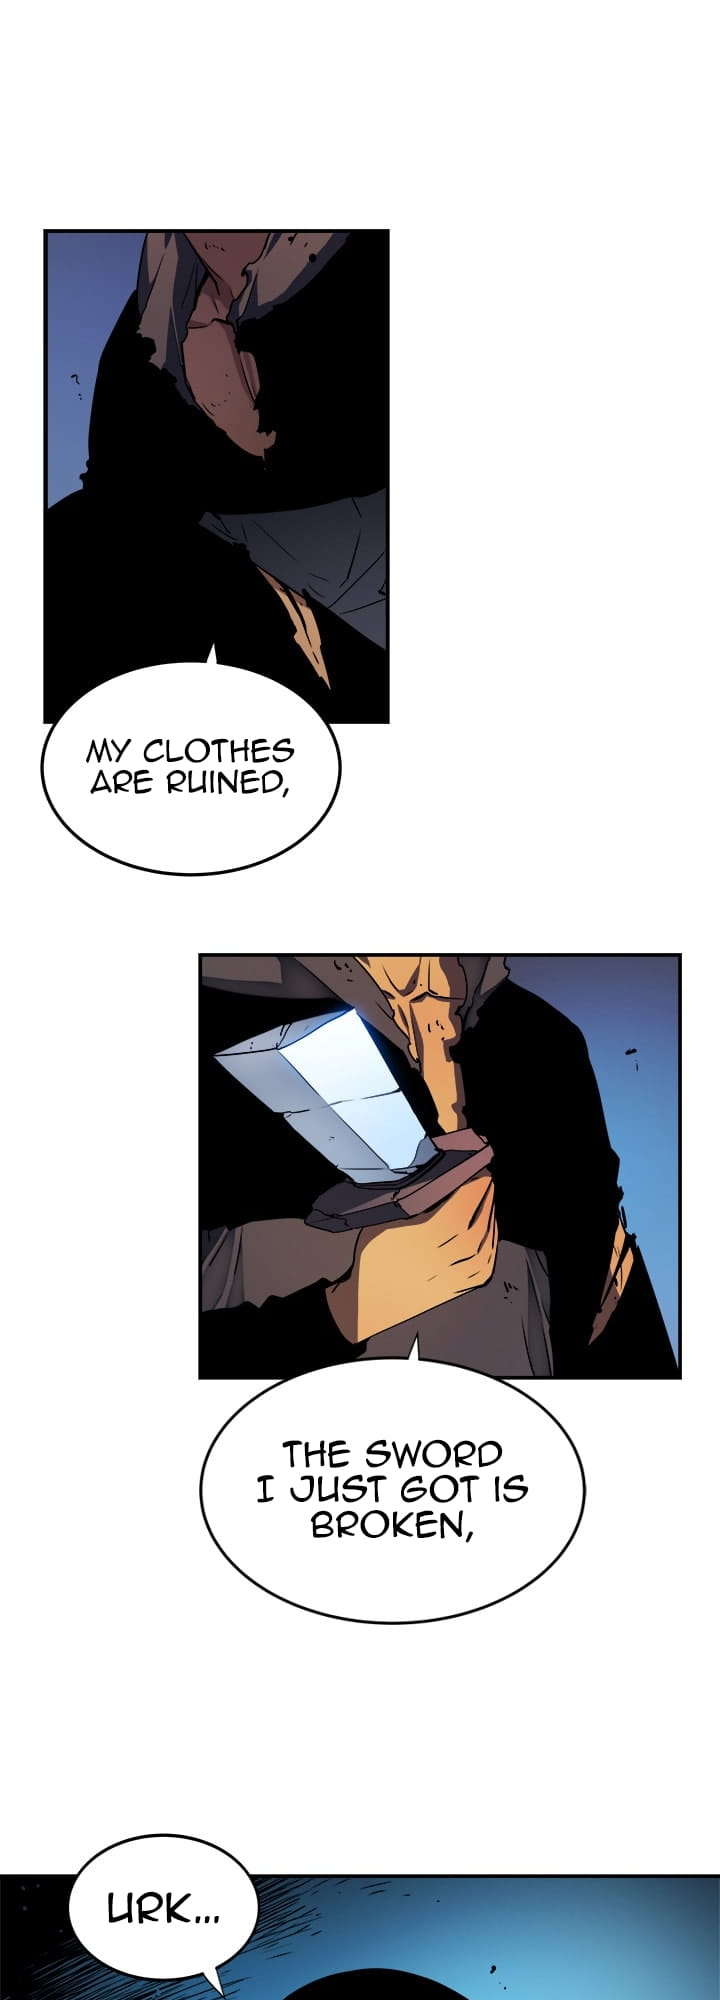 MY CLOTHES
ARE RUINED,
THE SWORD
I JUST GOT IS
BROKEN,
URK...